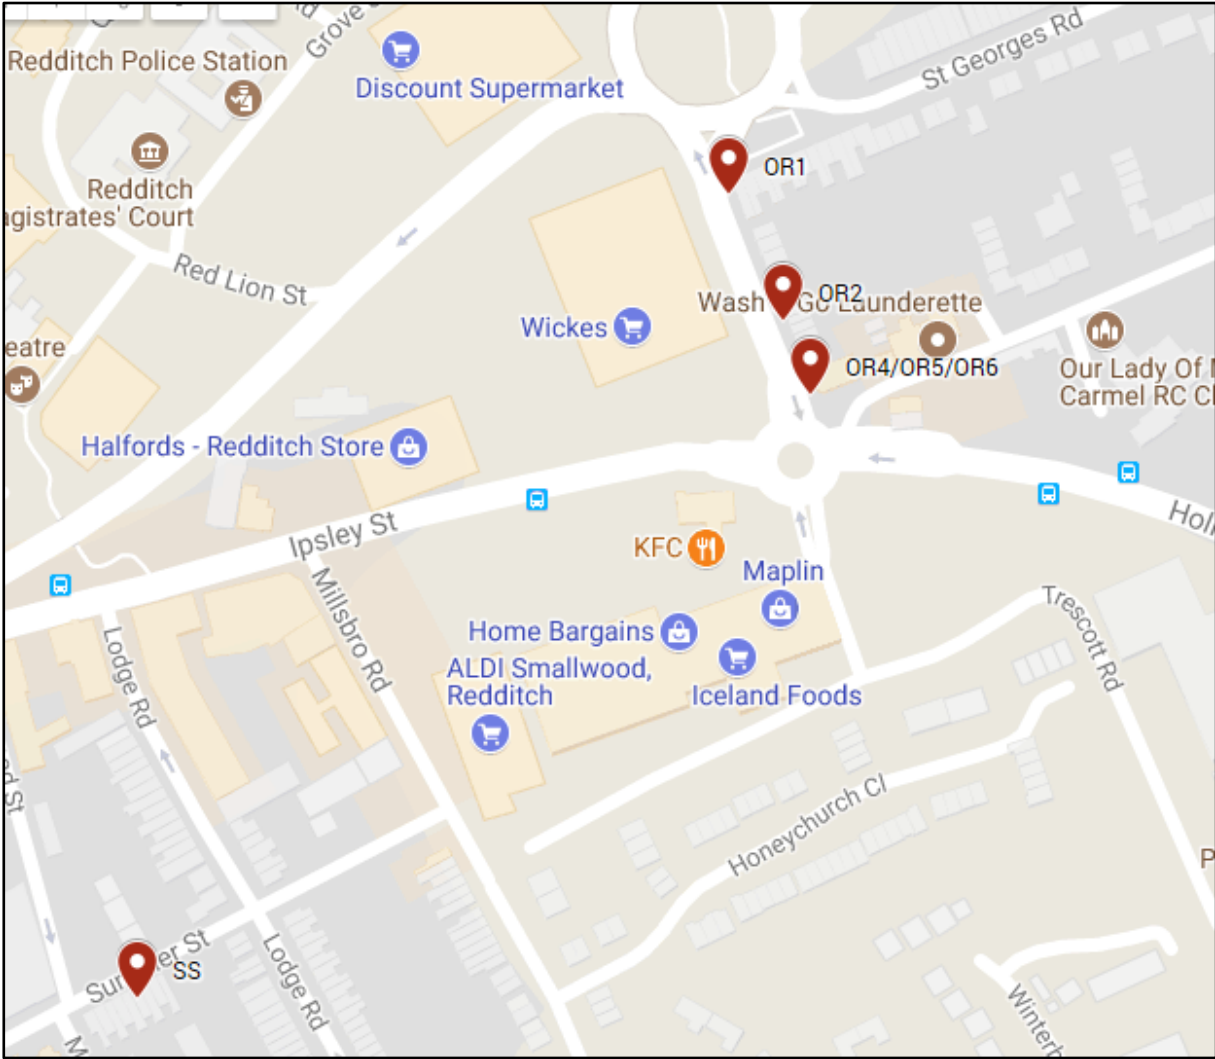 Grove
Redditch Police Station
Discount Supermarket
St Georges Rd
OR1
Redditch
agistrates' Court
Red Lion St
OR2
Wash
Launderette
Wickes
eatre
OR4/OR5/OR6
Our Lady Of
Carmel RC
Halfords - Redditch Store
Ipsley St
KFC
Maplin
Millsbro Rd
Trescott Rd
Home Bargains
Lodge Rd
ALDI Smallwood,
Redditch
Iceland Foods
Honeychurch Cl
SS
Lodge Rd